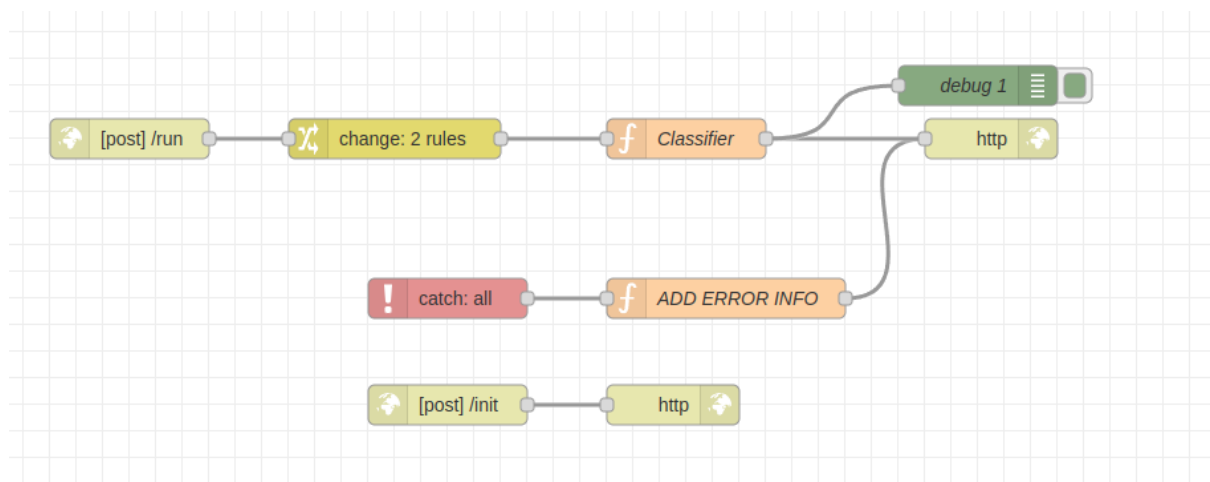 debug 1
[post] /run
change: 2 rules
Classifier
http
catch: all
ADD ERROR INFO
[post] /init
http